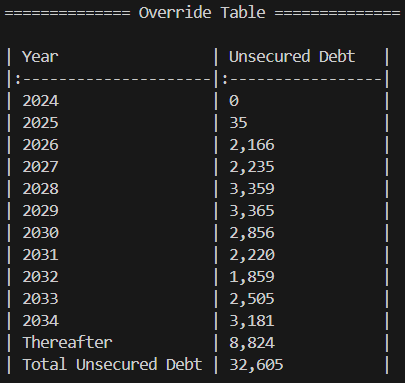 ============== Override Table ==============
| Year                | Unsecured Debt  |
|:--------------------|:----------------|
| 2024                | 0               |
| 2025                | 35              |
| 2026                | 2,166           |
| 2027                | 2,235           |
| 2028                | 3,359           |
| 2029                | 3,365           |
| 2030                | 2,856           |
| 2031                | 2,220           |
| 2032                | 1,859           |
| 2033                | 2,505           |
| 2034                | 3,181           |
| Thereafter          | 8,824           |
| Total Unsecured Debt | 32,605          |